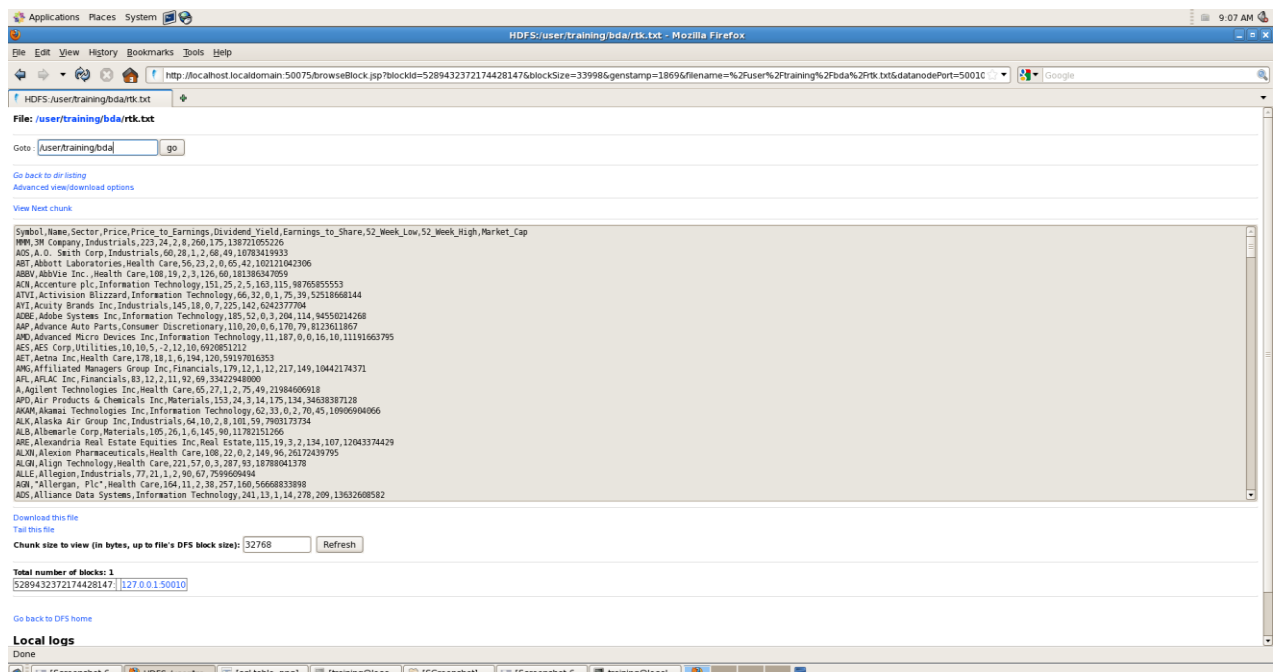 Applications Places System 9:07 AM
HDFS:/user/training/bda/rtk.txt - Mozilla Firefox
File Edit View History Bookmarks Tools Help
http://localhost.localdomain:50075/browseBlock.jsp?blockId=5289432372174428147&blockSize=33998&genstamp=1869&filename=%2Fuser%2Ftraining%2Fbda%2Frtk.txt&datanodePort=50010 Google
HDFS:/user/training/bda/rtk.txt
File: /user/training/bda/rtk.txt
Goto : /user/training/bda go
Go back to dir listing
Advanced view/download options
View Next chunk
Symbol,Name,Sector,Price,Price_to_Earnings,Dividend_Yield,Earnings_to_Share,52_Week_Low,52_Week_High,Market_Cap
MMM,3M Company,Industrials,223,24,2,8,260,175,138721055226
AOS,A.O. Smith Corp,Industrials,60,28,1,2,68,49,10783419933
ABT,Abbott Laboratories,Health Care,56,23,2,0,65,42,102121042306
ABBV,AbbVie Inc.,Health Care,108,19,2,3,126,60,181386347059
ACN,Accenture plc,Information Technology,151,25,2,5,163,115,98765855553
ATVI,Activision Blizzard,Information Technology,66,32,0,1,75,39,52518668144
AYI,Acuity Brands Inc,Industrials,145,18,0,7,225,142,6242377704
ADBE,Adobe Systems Inc,Information Technology,185,52,0,3,204,114,94550214268
AAP,Advance Auto Parts,Consumer Discretionary,110,20,0,6,170,79,8123611867
AMD,Advanced Micro Devices Inc,Information Technology,11,187,0,0,16,10,11191663795
AES,AES Corp,Utilities,10,10,5,-2,12,10,6920851212
AET,Aetna Inc,Health Care,178,18,1,6,194,120,59197016353
AMG,Affiliated Managers Group Inc,Financials,179,12,1,12,217,149,10442174371
AFL,AFLAC Inc,Financials,83,12,2,11,92,69,33422948000
A,Agilent Technologies Inc,Health Care,65,27,1,2,75,49,21984606918
APD,Air Products & Chemicals Inc,Materials,153,24,3,14,175,134,34638387128
AKAM,Akamai Technologies Inc,Information Technology,62,33,0,2,70,45,10906904066
ALK,Alaska Air Group Inc,Industrials,64,10,2,8,101,59,7903173734
ALB,Albemarle Corp,Materials,105,26,1,6,145,90,11782151266
ARE,Alexandria Real Estate Equities Inc,Real Estate,115,19,3,2,134,107,12043374429
ALXN,Alexion Pharmaceuticals,Health Care,108,22,0,2,149,96,26172439795
ALGN,Align Technology,Health Care,221,57,0,3,287,93,18788041378
ALLE,Allegion,Industrials,77,21,1,2,90,67,7599609494
AGN,"Allergan, Plc",Health Care,164,11,2,38,257,160,56668833898
ADS,Alliance Data Systems,Information Technology,241,13,1,14,278,209,13632608582
Download this file
Tail this file
Chunk size to view (in bytes, up to file's DFS block size): 32768 Refresh
Total number of blocks: 1
5289432372174428147: 127.0.0.1:50010
Go back to DFS home
Local logs
Done